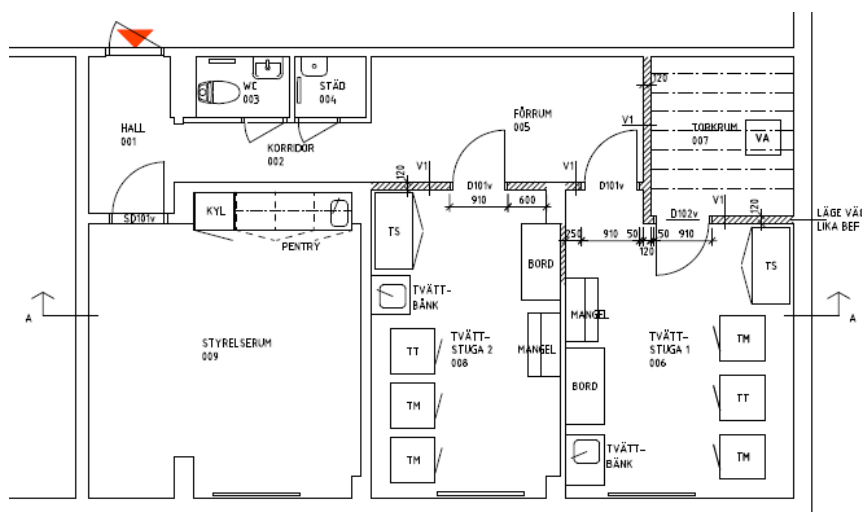 WC
003
STÄD
004
HALL
001
FÖRRUM
005
KORRIDOR
002
120
V1
TORKRUM
007
VA
120
V1
V1
D101v
910
600
D101v
D102v
V1
120
250
910
50
120
50
910
LÄGE VÄ
LIKA BEF
SD101v
KYL
PENTRY
TS
BORD
TS
TVÄTT-
BÄNK
A
A
STYRELSERUM
009
TT
TVÄTT-
STUGA 2
008
MANGEL
MANGEL
TVÄTT-
STUGA 1
006
TM
TM
BORD
TT
TM
TVÄTT-
BÄNK
TM